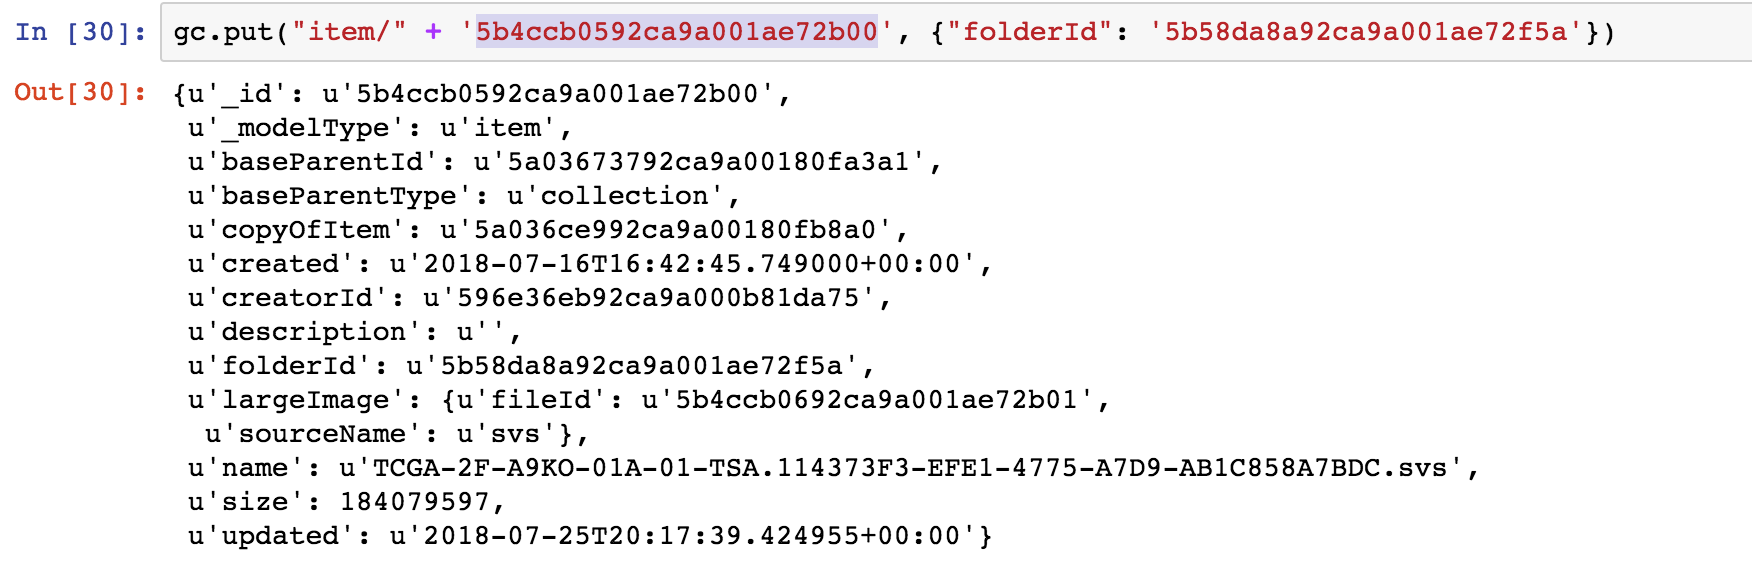 In [30]: gc.put("item/" + '5b4ccb0592ca9a001ae72b00', {"folderId": '5b58da8a92ca9a001ae72f5a'})
Out[30]: {u'_id': u'5b4ccb0592ca9a001ae72b00',
u'_modelType': u'item',
u'baseParentId': u'5a03673792ca9a00180fa3a1',
u'baseParentType': u'collection',
u'copyOfItem': u'5a036ce992ca9a00180fb8a0',
u'created': u'2018-07-16T16:42:45.749000+00:00',
u'creatorId': u'596e36eb92ca9a000b81da75',
u'description': u'',
u'folderId': u'5b58da8a92ca9a001ae72f5a',
u'largeImage': {u'fileId': u'5b4ccb0692ca9a001ae72b01',
u'sourceName': u'svs'},
u'name': u'TCGA-2F-A9KO-01A-01-TSA.114373F3-EFE1-4775-A7D9-AB1C858A7BDC.svs',
u'size': 184079597,
u'updated': u'2018-07-25T20:17:39.424955+00:00'}